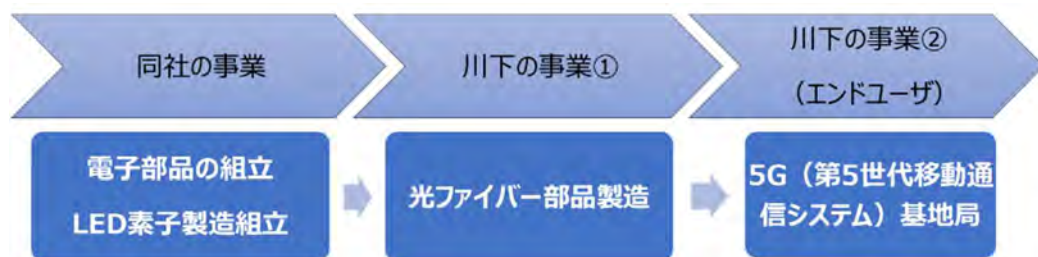 同社の事業
川下の事業①
川下の事業②
（エンドユーザ）
電子部品の組立
LED素子製造組立
光ファイバー部品製造
5G（第5世代移動通
信システム）基地局